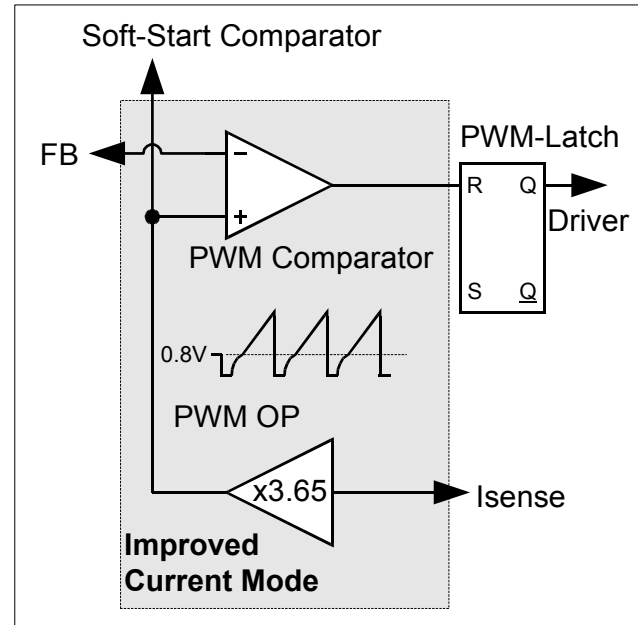 Soft-Start Comparator
FB
PWM-Latch
R Q
Driver
S Q
PWM Comparator
0.8V
PWM OP
x3.65
Isense
Improved
Current Mode